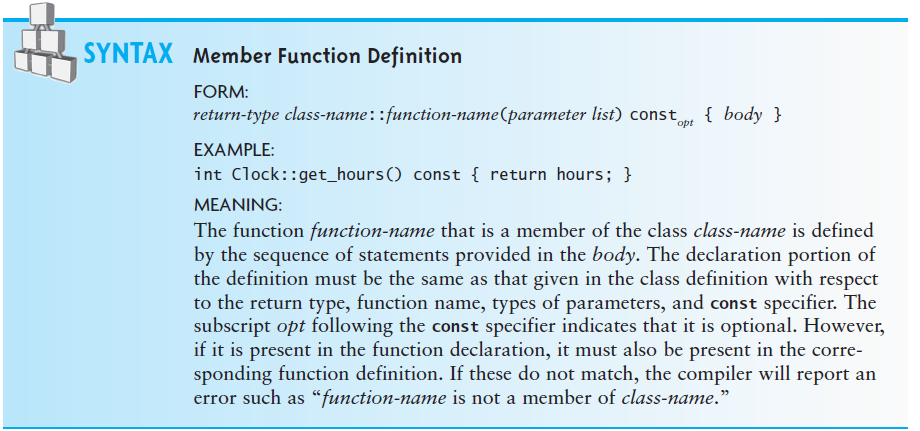 SYNTAX Member Function Definition
FORM:
return-type class-name::function-name(parameter list) const opt { body }
EXAMPLE:
int Clock::get_hours() const { return hours; }
MEANING:
The function function-name that is a member of the class class-name is defined
by the sequence of statements provided in the body. The declaration portion of
the definition must be the same as that given in the class definition with respect
to the return type, function name, types of parameters, and const specifier. The
subscript opt following the const specifier indicates that it is optional. However,
if it is present in the function declaration, it must also be present in the corre-
sponding function definition. If these do not match, the compiler will report an
error such as “function-name is not a member of class-name.”